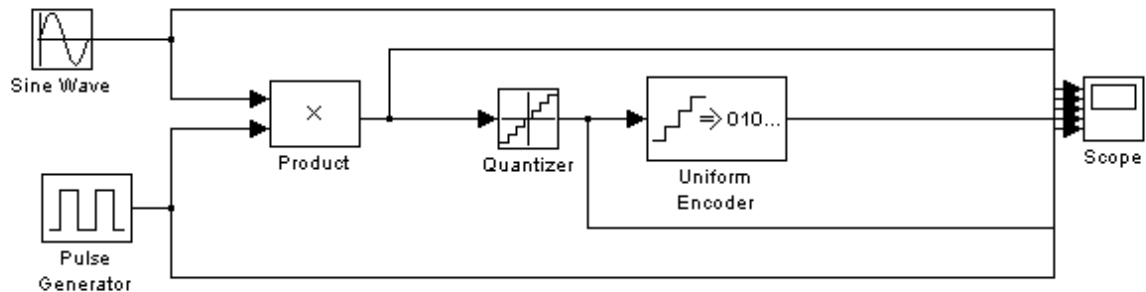 Sine Wave
×
Product
Quantizer
⇒010...
Uniform
Encoder
Scope
Pulse
Generator